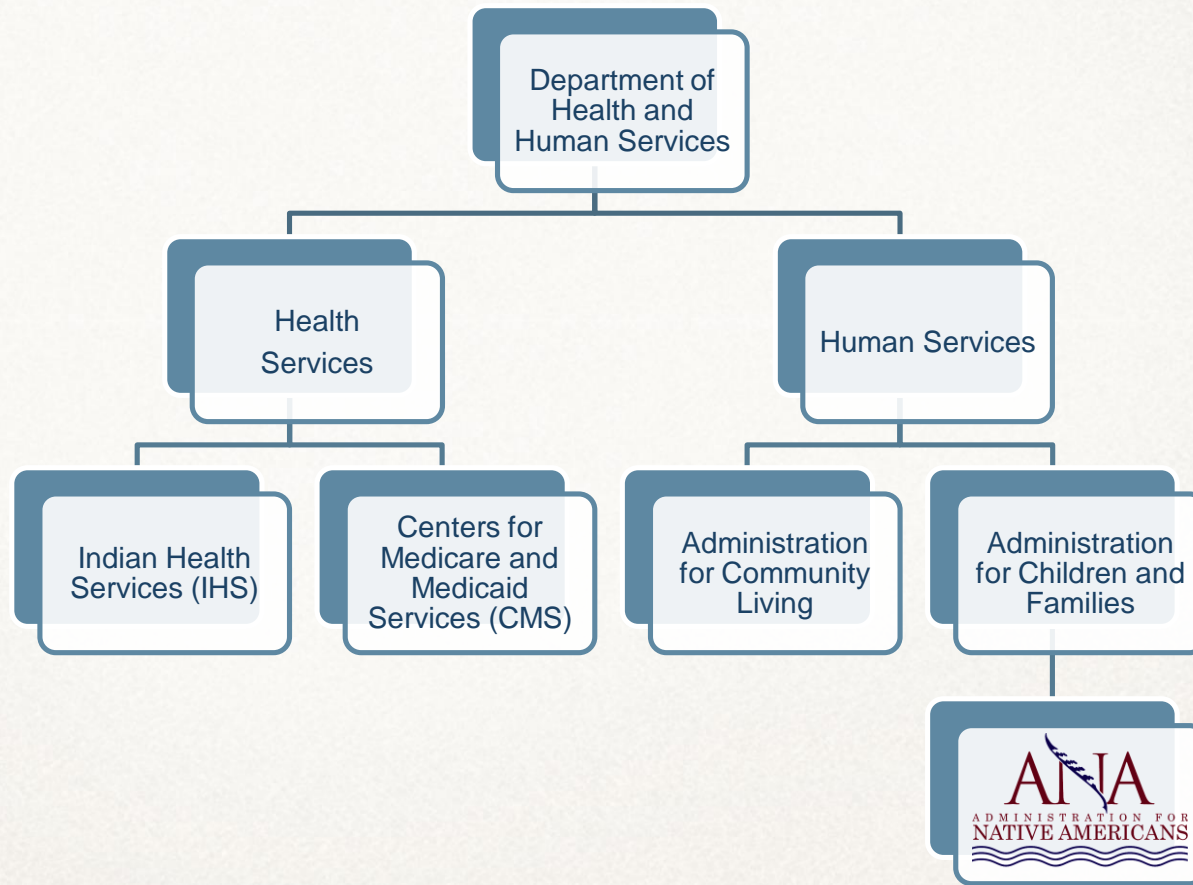 Department of
Health and
Human Services
Health
Services
Human Services
Indian Health
Services (IHS)
Centers for
Medicare and
Medicaid
Services (CMS)
Administration
for Community
Living
Administration
for Children and
Families
ANA
ADMINISTRATION FOR
NATIVE AMERICANS